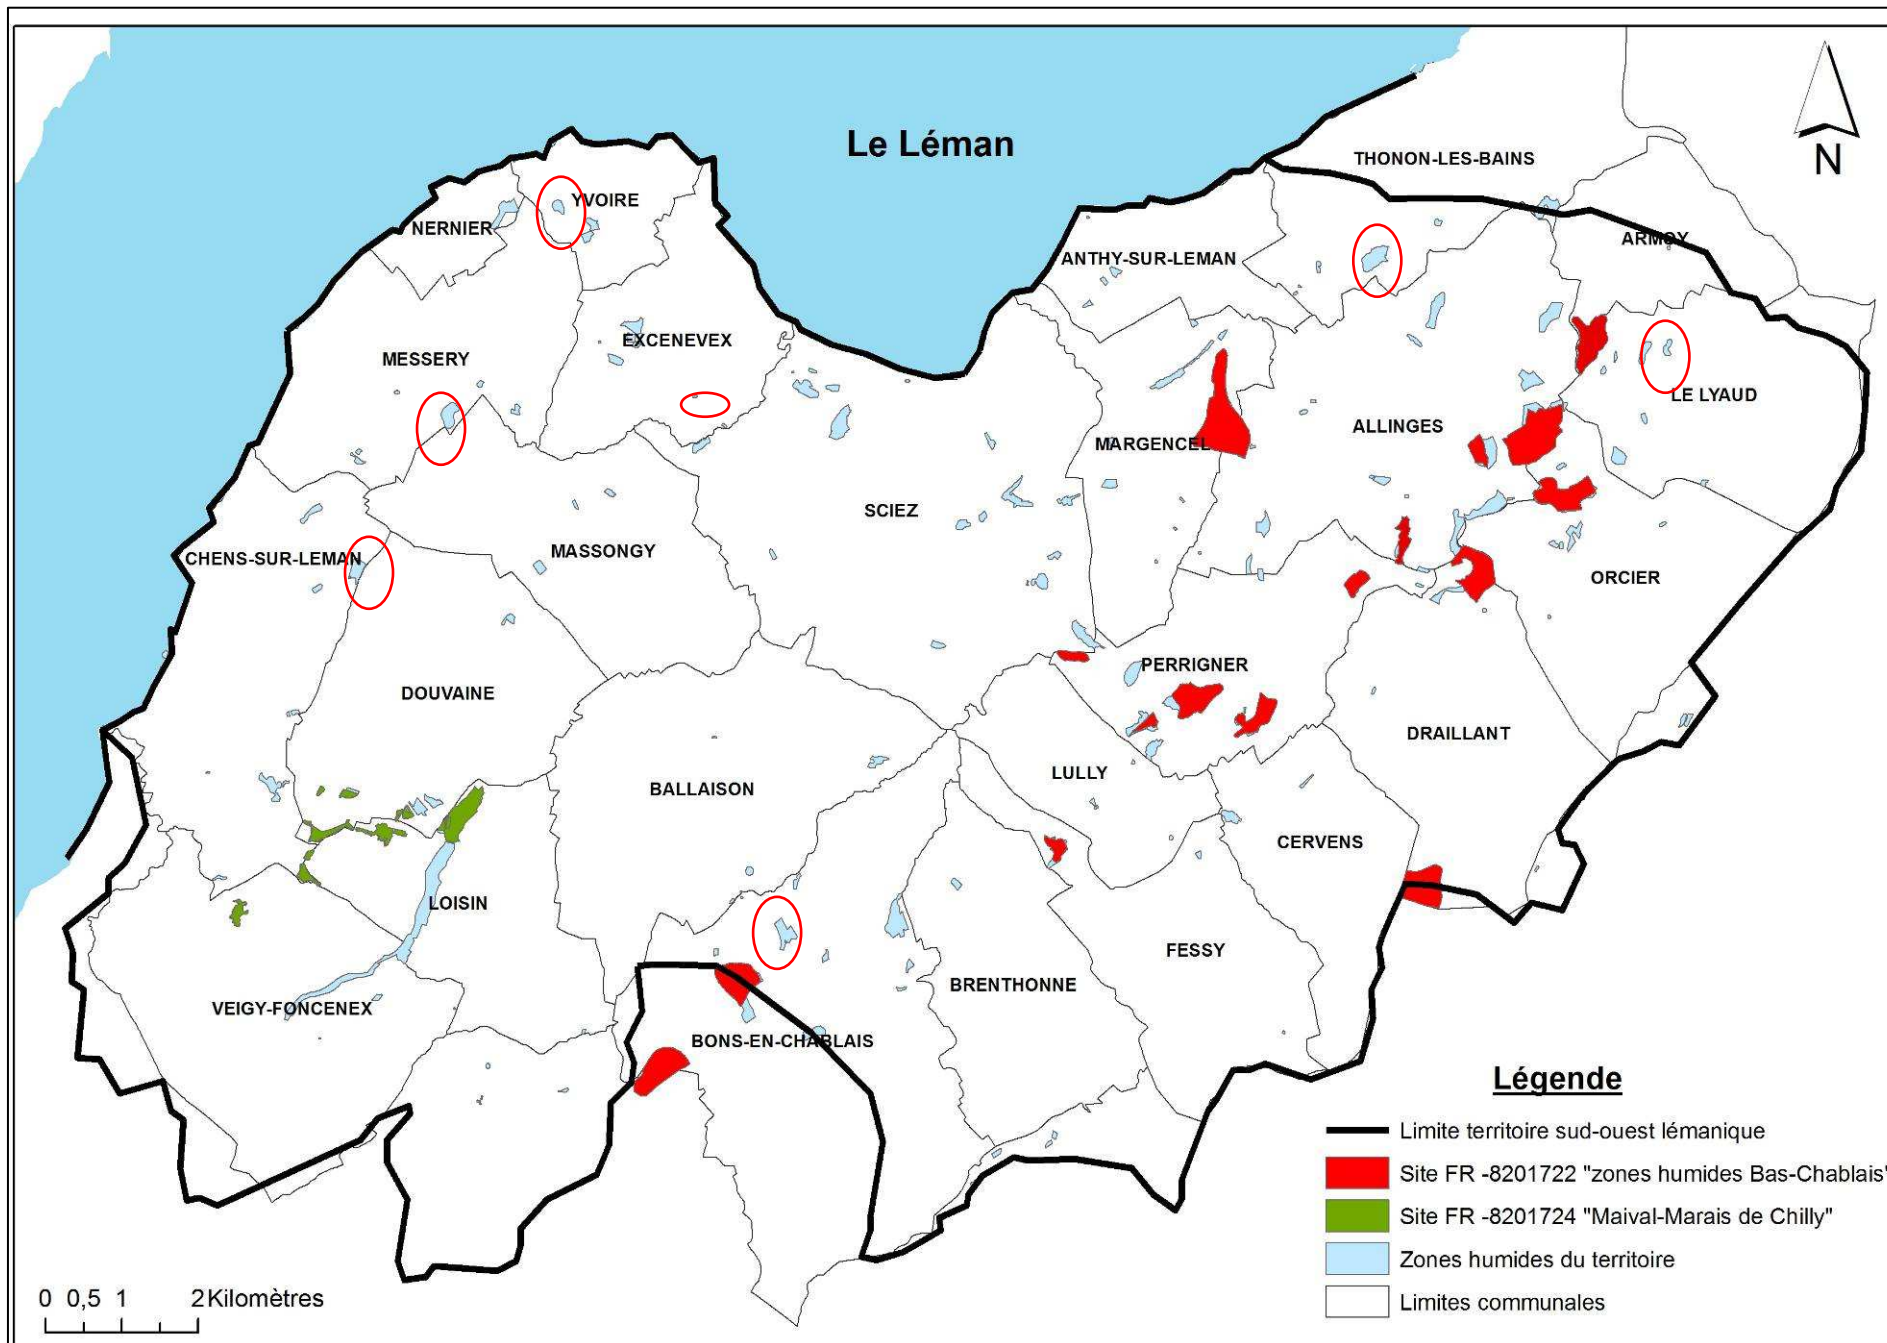 Le Léman
N
THONON-LES-BAINS
YVOIRE
NERNIER
ARMOY
ANTHY-SUR-LEMAN
EXCENEVEX
MESSERY
LE LYAUD
ALLINGES
MARGENCEL
SCIEZ
MASSONGY
CHENS-SUR-LEMAN
ORCIER
PERRIGNER
DOUVAINE
DRAILLANT
LULLY
BALLAISON
CERVENS
LOISIN
FESSY
BRENTHONNE
VEIGY-FONCENEX
BONS-EN-CHABLAIS
Légende
Limite territoire sud-ouest lémanique
Site FR -8201722 "zones humides Bas-Chablais"
Site FR -8201724 "Maival-Marais de Chilly"
Zones humides du territoire
Limites communales
0 0,5 1 2 Kilomètres